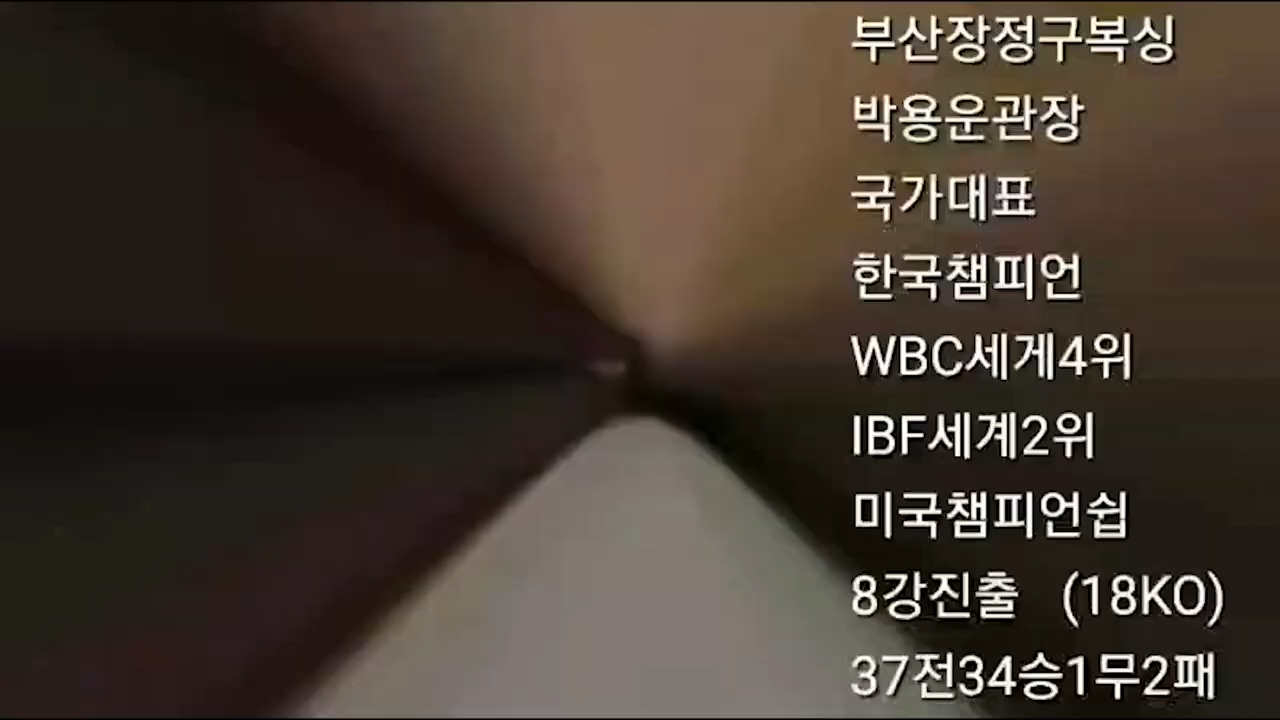 부산장정구복싱
박용운관장
국가대표
한국챔피언
WBC세게4위
IBF세계2위
미국챔피언쉽
8강진출 (18KO)
37전34승1무2패